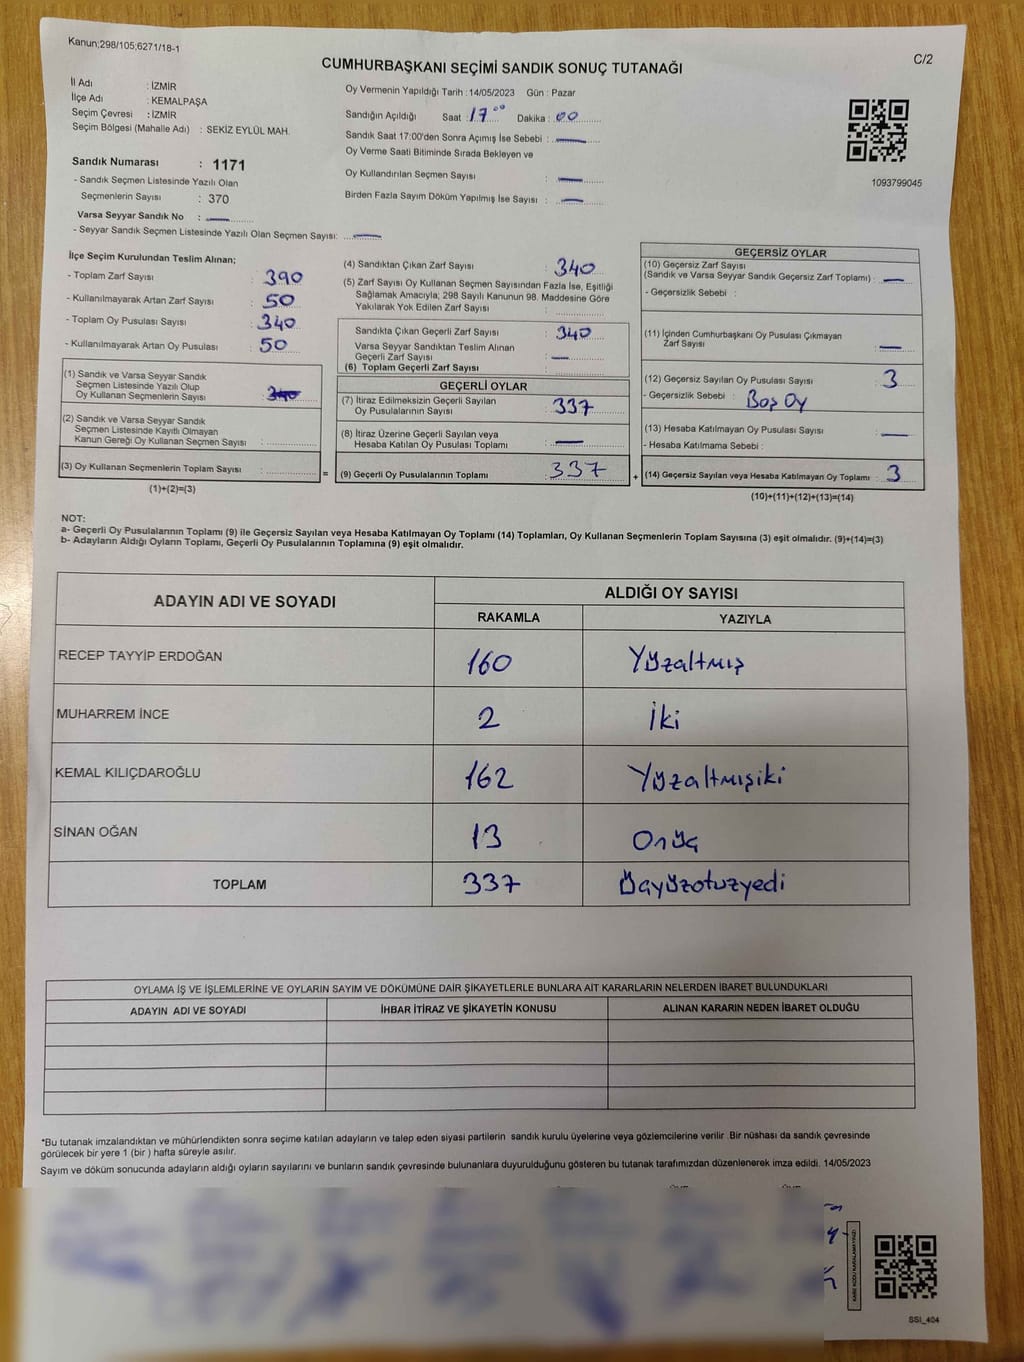 Kanun;298/105;6271/18-1
C/2
CUMHURBAŞKANI SEÇİMİ SANDIK SONUÇ TUTANAĞI
İl Adı : İZMİR
İlçe Adı : KEMALPAŞA
Seçim Çevresi : İZMİR
Seçim Bölgesi (Mahalle Adı) : SEKİZ EYLÜL MAH.
Sandık Numarası : 1171
- Sandık Seçmen Listesinde Yazılı Olan
Seçmenlerin Sayısı : 370
Varsa Seyyar Sandık No : —
- Seyyar Sandık Seçmen Listesinde Yazılı Olan Seçmen Sayısı: —
Oy Vermenin Yapıldığı Tarih : 14/05/2023 Gün : Pazar
Sandığın Açıldığı Saat : 17⁰⁰ Dakika : 00
Sandık Saat 17:00'den Sonra Açımış İse Sebebi : —
Oy Verme Saati Bitiminde Sırada Bekleyen ve
Oy Kullandırılan Seçmen Sayısı : —
Birden Fazla Sayım Döküm Yapılmış İse Sayısı : —
1093799045
İlçe Seçim Kurulundan Teslim Alınan;
- Toplam Zarf Sayısı : 390
- Kullanılmayarak Artan Zarf Sayısı : 50
- Toplam Oy Pusulası Sayısı : 340
- Kullanılmayarak Artan Oy Pusulası : 50
(1) Sandık ve Varsa Seyyar Sandık
Seçmen Listesinde Yazılı Olup
Oy Kullanan Seçmenlerin Sayısı : 340
(2) Sandık ve Varsa Seyyar Sandık
Seçmen Listesinde Kayıtlı Olmayan
Kanun Gereği Oy Kullanan Seçmen Sayısı :
(3) Oy Kullanan Seçmenlerin Toplam Sayısı :
(1)+(2)=(3)
(4) Sandıktan Çıkan Zarf Sayısı : 340
(5) Zarf Sayısı Oy Kullanan Seçmen Sayısından Fazla İse, Eşitliği
Sağlamak Amacıyla; 298 Sayılı Kanunun 98. Maddesine Göre
Yakılarak Yok Edilen Zarf Sayısı :
Sandıkta Çıkan Geçerli Zarf Sayısı : 340
Varsa Seyyar Sandıktan Teslim Alınan
Geçerli Zarf Sayısı : —
(6) Toplam Geçerli Zarf Sayısı :
GEÇERLİ OYLAR
(7) İtiraz Edilmeksizin Geçerli Sayılan
Oy Pusulalarının Sayısı : 337
(8) İtiraz Üzerine Geçerli Sayılan veya
Hesaba Katılan Oy Pusulası Toplamı : —
= (9) Geçerli Oy Pusulalarının Toplamı : 337
GEÇERSİZ OYLAR
(10) Geçersiz Zarf Sayısı
(Sandık ve Varsa Seyyar Sandık Geçersiz Zarf Toplamı) : —
- Geçersizlik Sebebi :
(11) İçinden Cumhurbaşkanı Oy Pusulası Çıkmayan
Zarf Sayısı : —
(12) Geçersiz Sayılan Oy Pusulası Sayısı : 3
- Geçersizlik Sebebi : Boş Oy
(13) Hesaba Katılmayan Oy Pusulası Sayısı : —
- Hesaba Katılmama Sebebi :
+ (14) Geçersiz Sayılan veya Hesaba Katılmayan Oy Toplamı : 3
(10)+(11)+(12)+(13)=(14)
NOT:
a- Geçerli Oy Pusulalarının Toplamı (9) ile Geçersiz Sayılan veya Hesaba Katılmayan Oy Toplamı (14) Toplamları, Oy Kullanan Seçmenlerin Toplam Sayısına (3) eşit olmalıdır. (9)+(14)=(3)
b- Adayların Aldığı Oyların Toplamı, Geçerli Oy Pusulalarının Toplamına (9) eşit olmalıdır.
ADAYIN ADI VE SOYADI
ALDIĞI OY SAYISI
RAKAMLA YAZIYLA
RECEP TAYYİP ERDOĞAN 160 Yüzaltmış
MUHARREM İNCE 2 İki
KEMAL KILIÇDAROĞLU 162 Yüzaltmışiki
SİNAN OĞAN 13 Onüç
TOPLAM 337 Üçyüzotuzyedi
OYLAMA İŞ VE İŞLEMLERİNE VE OYLARIN SAYIM VE DÖKÜMÜNE DAİR ŞİKAYETLERLE BUNLARA AİT KARARLARIN NELERDEN İBARET BULUNDUKLARI
ADAYIN ADI VE SOYADI İHBAR İTİRAZ VE ŞİKAYETİN KONUSU ALINAN KARARIN NEDEN İBARET OLDUĞU
*Bu tutanak imzalandıktan ve mühürlendikten sonra seçime katılan adayların ve talep eden siyasi partilerin sandık kurulu üyelerine veya gözlemcilerine verilir. Bir nüshası da sandık çevresinde
görülecek bir yere 1 (bir ) hafta süreyle asılır.
Sayım ve döküm sonucunda adayların aldığı oyların sayılarını ve bunların sandık çevresinde bulunanlara duyurulduğunu gösteren bu tutanak tarafımızdan düzenlenerek imza edildi. 14/05/2023
KARE KODU KARALAMAYINIZ!
SSI_404